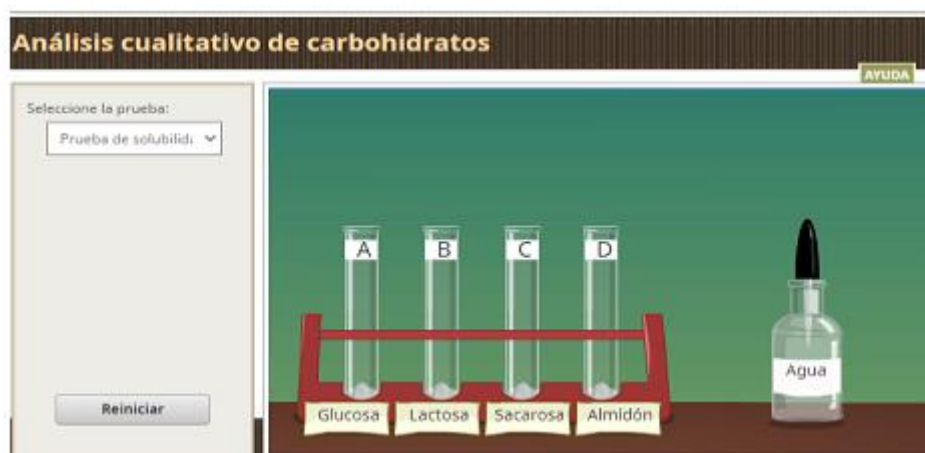 Análisis cualitativo de carbohidratos
AYUDA
Seleccione la prueba:
Prueba de solubilid
A B C D
Agua
Reiniciar
Glucosa Lactosa Sacarosa Almidón